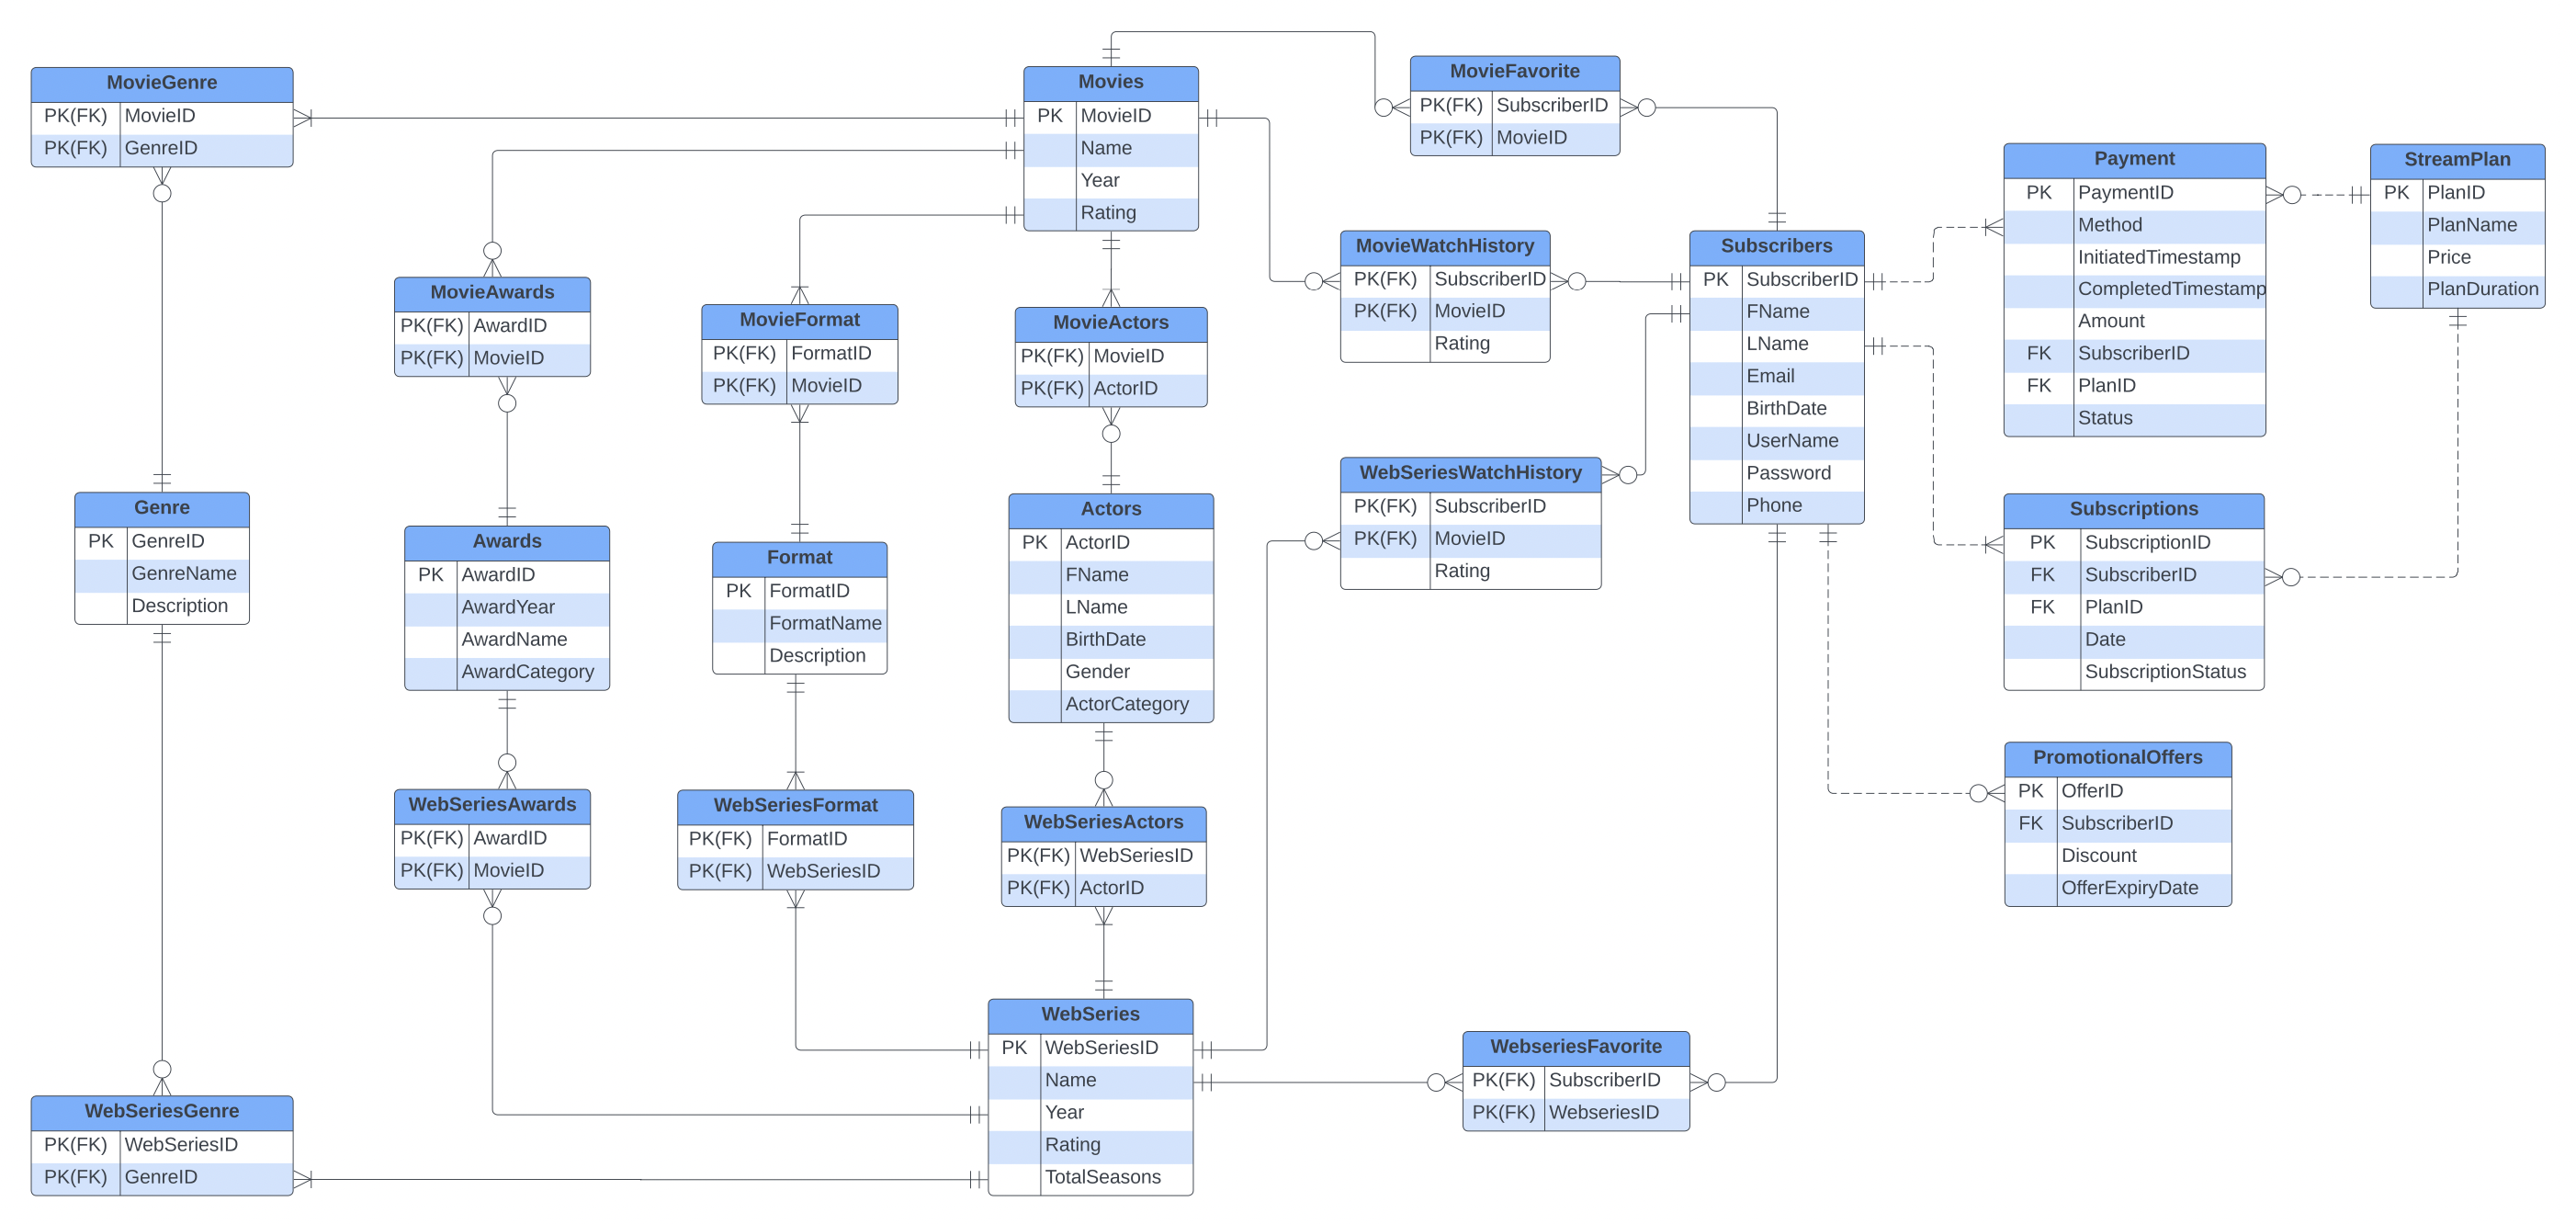 MovieGenre
PK(FK) MovieID
PK(FK) GenreID
Movies
PK MovieID
Name
Year
Rating
MovieFavorite
PK(FK) SubscriberID
PK(FK) MovieID
Payment
PK PaymentID
Method
InitiatedTimestamp
CompletedTimestamp
Amount
FK SubscriberID
FK PlanID
Status
StreamPlan
PK PlanID
PlanName
Price
PlanDuration
MovieAwards
PK(FK) AwardID
PK(FK) MovieID
MovieFormat
PK(FK) FormatID
PK(FK) MovieID
MovieActors
PK(FK) MovieID
PK(FK) ActorID
MovieWatchHistory
PK(FK) SubscriberID
PK(FK) MovieID
Rating
Subscribers
PK SubscriberID
FName
LName
Email
BirthDate
UserName
Password
Phone
WebSeriesWatchHistory
PK(FK) SubscriberID
PK(FK) MovieID
Rating
Genre
PK GenreID
GenreName
Description
Awards
PK AwardID
AwardYear
AwardName
AwardCategory
Format
PK FormatID
FormatName
Description
Actors
PK ActorID
FName
LName
BirthDate
Gender
ActorCategory
Subscriptions
PK SubscriptionID
FK SubscriberID
FK PlanID
Date
SubscriptionStatus
PromotionalOffers
PK OfferID
FK SubscriberID
Discount
OfferExpiryDate
WebSeriesAwards
PK(FK) AwardID
PK(FK) MovieID
WebSeriesFormat
PK(FK) FormatID
PK(FK) WebSeriesID
WebSeriesActors
PK(FK) WebSeriesID
PK(FK) ActorID
WebSeries
PK WebSeriesID
Name
Year
Rating
TotalSeasons
WebseriesFavorite
PK(FK) SubscriberID
PK(FK) WebseriesID
WebSeriesGenre
PK(FK) WebSeriesID
PK(FK) GenreID